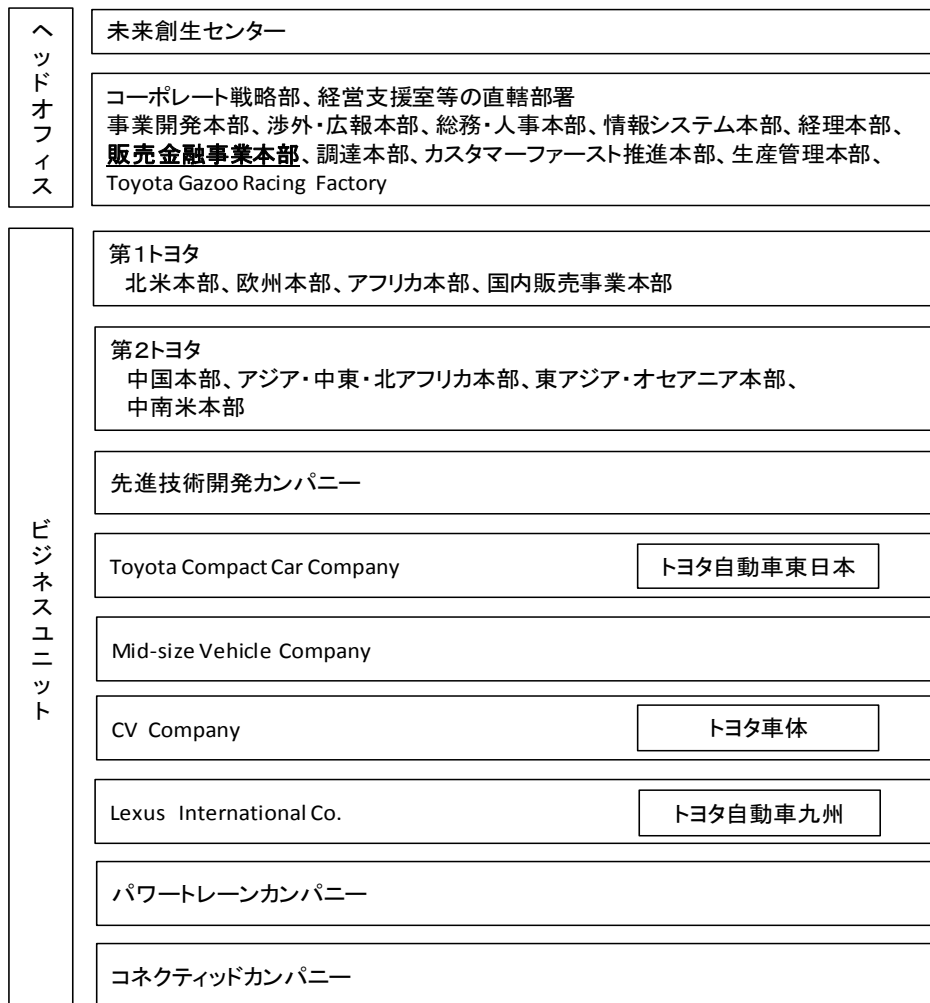 ヘッドオフィス
未来創生センター
コーポレート戦略部、経営支援室等の直轄部署
事業開発本部、渉外・広報本部、総務・人事本部、情報システム本部、経理本部、
販売金融事業本部、調達本部、カスタマーファースト推進本部、生産管理本部、
Toyota Gazoo Racing Factory
ビジネスユニット
第1トヨタ
北米本部、欧州本部、アフリカ本部、国内販売事業本部
第2トヨタ
中国本部、アジア・中東・北アフリカ本部、東アジア・オセアニア本部、
中南米本部
先進技術開発カンパニー
Toyota Compact Car Company
トヨタ自動車東日本
Mid-size Vehicle Company
CV Company
トヨタ車体
Lexus International Co.
トヨタ自動車九州
パワートレーンカンパニー
コネクティッドカンパニー